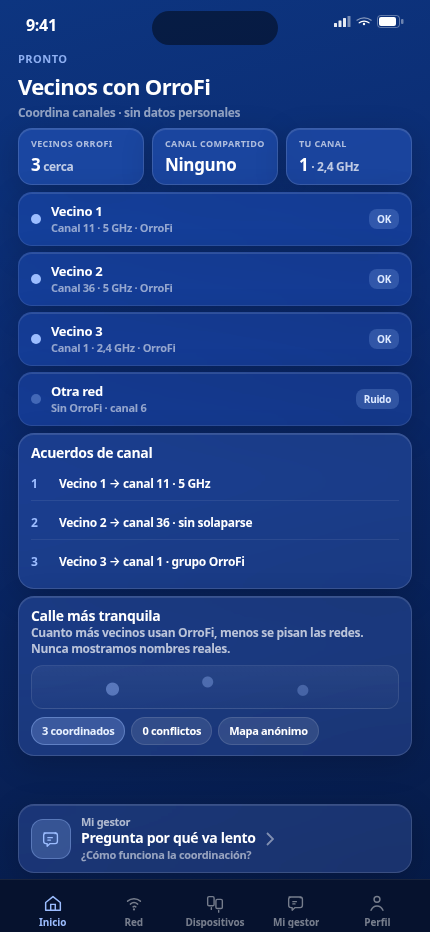 9:41
PRONTO
Vecinos con OrroFi
Coordina canales · sin datos personales
VECINOS ORROFI
3 cerca
CANAL COMPARTIDO
Ninguno
TU CANAL
1 · 2,4 GHz
Vecino 1
Canal 11 · 5 GHz · OrroFi
OK
Vecino 2
Canal 36 · 5 GHz · OrroFi
OK
Vecino 3
Canal 1 · 2,4 GHz · OrroFi
OK
Otra red
Sin OrroFi · canal 6
Ruido
Acuerdos de canal
1 Vecino 1 → canal 11 · 5 GHz
2 Vecino 2 → canal 36 · sin solaparse
3 Vecino 3 → canal 1 · grupo OrroFi
Calle más tranquila
Cuanto más vecinos usan OrroFi, menos se pisan las redes.
Nunca mostramos nombres reales.
3 coordinados 0 conflictos Mapa anónimo
Mi gestor
Pregunta por qué va lento
¿Cómo funciona la coordinación?
Inicio Red Dispositivos Mi gestor Perfil